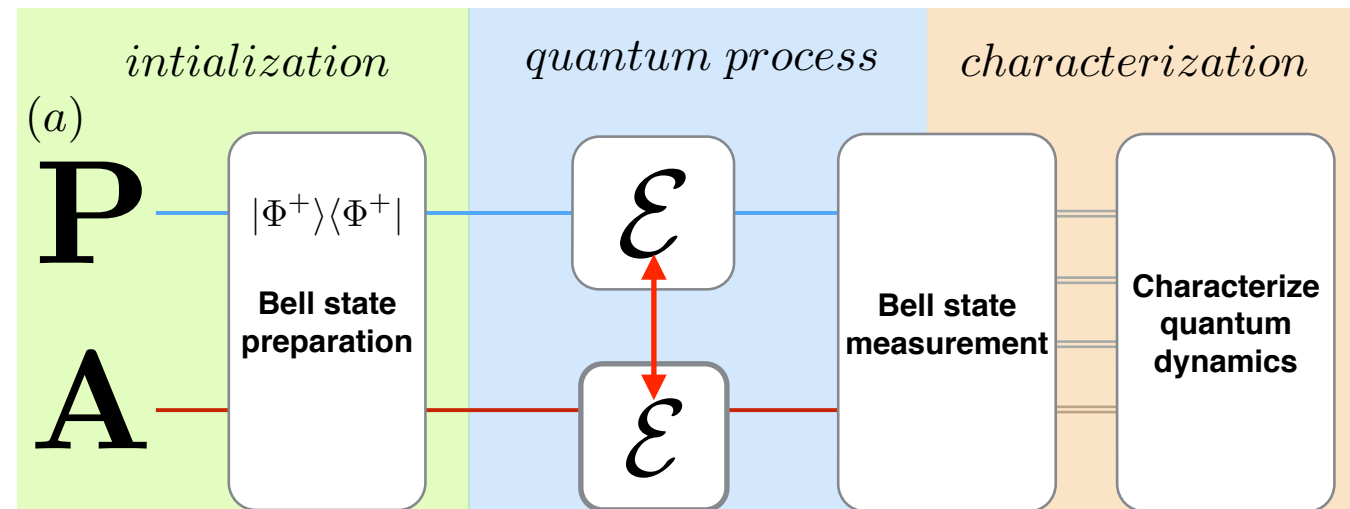 intialization
quantum process
characterization
(a)
P
A
|Φ⁺⟩⟨Φ⁺|
Bell state
preparation
ℰ
ℰ
Bell state
measurement
Characterize
quantum
dynamics